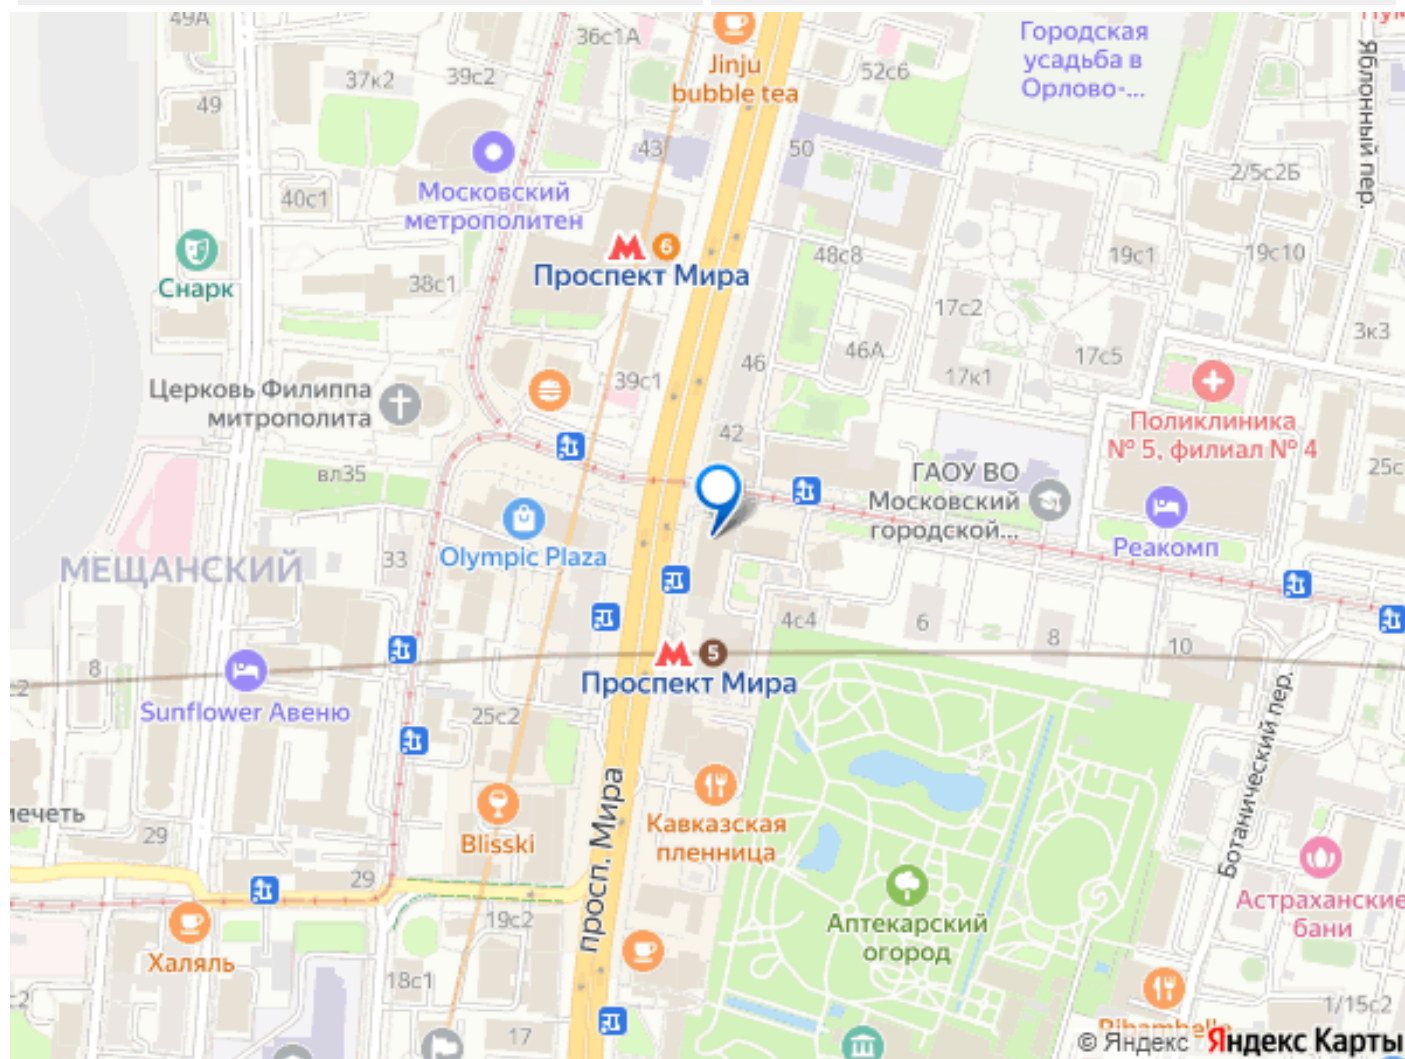 49А
36с1А
Jinju
bubble tea
52с6
Городская
усадьба в
Орлово-...
Яблонный пер.
37к2
39с2
49
43
50
2/5с2Б
Московский
метрополитен
40с1
6
Проспект Мира
48с8
19с1
19с10
Снарк
38с1
17с2
3к3
46
46А
17к1
17с5
39с1
Церковь Филиппа
митрополита
42
Поликлиника
№ 5, филиал № 4
вл35
ГАОУ ВО
Московский
городской...
25с
Olympic Plaza
33
Реакомп
МЕЩАНСКИЙ
4с4
6
8
10
8
5
Проспект Мира
Sunflower Авеню
25с2
Ботанический пер.
просп. Мира
29
Blisski
Кавказская
пленница
29
19с2
Аптекарский
огород
Астраханские
бани
Халяль
18с1
17
1/15с2
© Яндекс Яндекс Карты